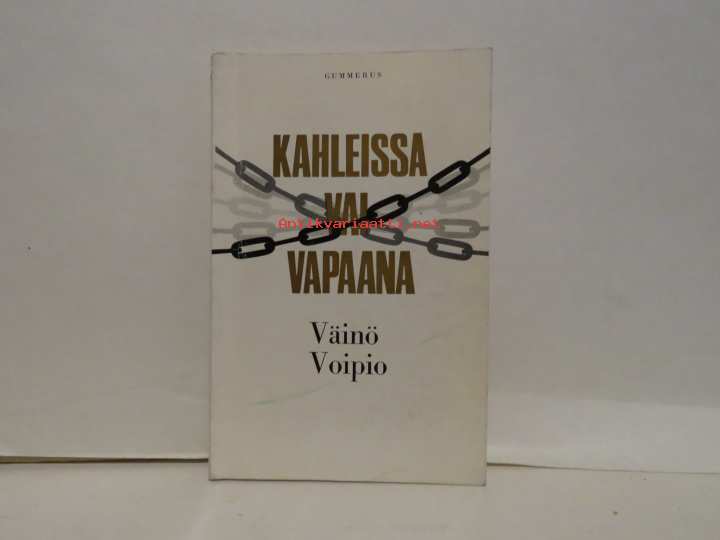 GUMMERUS
KAHLEISSA
VAI
Antikvariaatti.net
VAPAANA
Väinö
Voipio